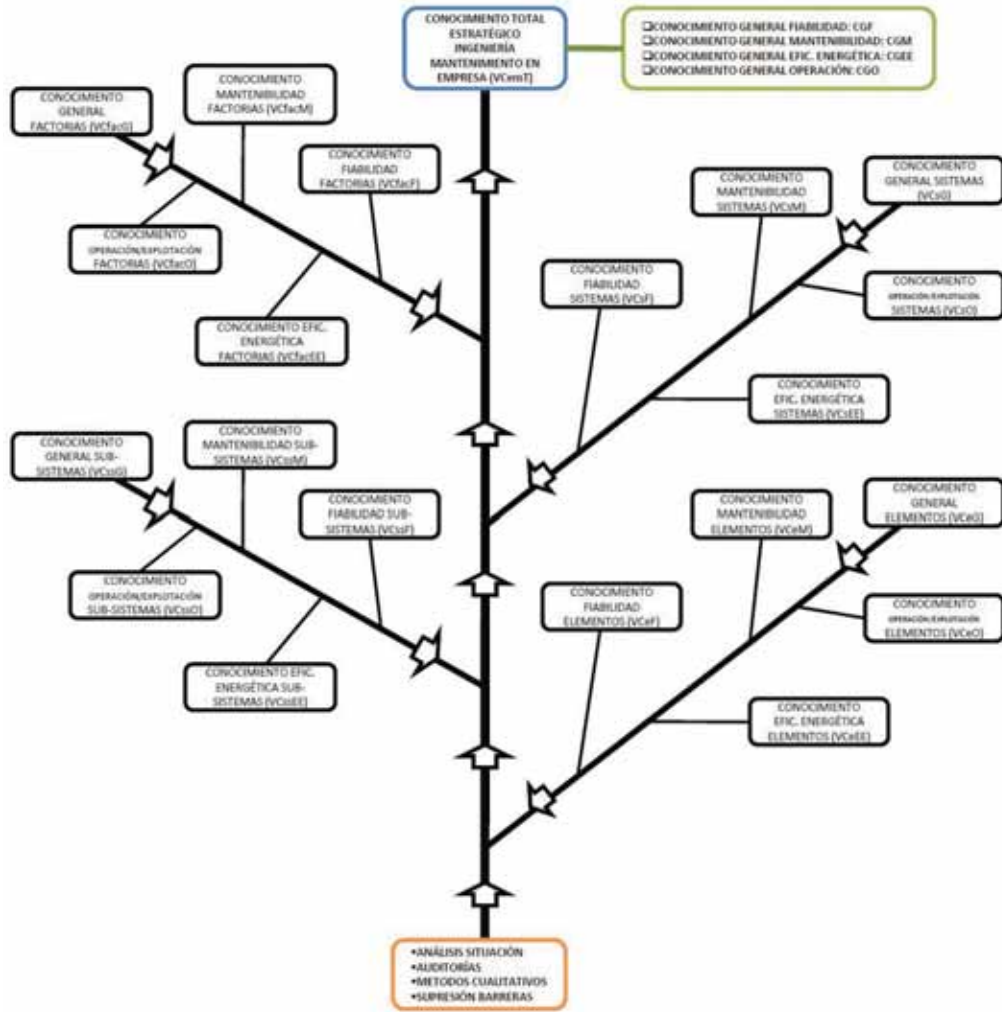 CONOCIMIENTO TOTAL
ESTRATÉGICO
INGENIERÍA
MANTENIMIENTO EN
EMPRESA (VCemT)
❑CONOCIMIENTO GENERAL FIABILIDAD: CGF
❑CONOCIMIENTO GENERAL MANTENIBILIDAD: CGM
❑CONOCIMIENTO GENERAL EFIC. ENERGÉTICA: CGEE
❑CONOCIMIENTO GENERAL OPERACIÓN: CGO
CONOCIMIENTO
GENERAL
FACTORIAS (VCfacG)
CONOCIMIENTO
MANTENIBILIDAD
FACTORIAS (VCfacM)
CONOCIMIENTO
FIABILIDAD
FACTORIAS (VCfacF)
CONOCIMIENTO
OPERACIÓN/EXPLOTACIÓN
FACTORIAS (VCfacO)
CONOCIMIENTO EFIC.
ENERGÉTICA
FACTORIAS (VCfacEE)
CONOCIMIENTO
MANTENIBILIDAD
SISTEMAS (VCsM)
CONOCIMIENTO
GENERAL SISTEMAS
(VCsG)
CONOCIMIENTO
FIABILIDAD
SISTEMAS (VCsF)
CONOCIMIENTO
OPERACIÓN/EXPLOTACIÓN
SISTEMAS (VCsO)
CONOCIMIENTO
EFIC. ENERGÉTICA
SISTEMAS (VCsEE)
CONOCIMIENTO
GENERAL SUB-
SISTEMAS (VCssG)
CONOCIMIENTO
MANTENIBILIDAD SUB-
SISTEMAS (VCssM)
CONOCIMIENTO
FIABILIDAD SUB-
SISTEMAS (VCssF)
CONOCIMIENTO
OPERACIÓN/EXPLOTACIÓN
SUB-SISTEMAS (VCssO)
CONOCIMIENTO EFIC.
ENERGÉTICA SUB-
SISTEMAS (VCssEE)
CONOCIMIENTO
MANTENIBILIDAD
ELEMENTOS (VCeM)
CONOCIMIENTO
GENERAL
ELEMENTOS (VCeG)
CONOCIMIENTO
FIABILIDAD
ELEMENTOS (VCeF)
CONOCIMIENTO
OPERACIÓN/EXPLOTACIÓN
ELEMENTOS (VCeO)
CONOCIMIENTO
EFIC. ENERGÉTICA
ELEMENTOS (VCeEE)
•ANÁLISIS SITUACIÓN
•AUDITORÍAS
•METODOS CUALITATIVOS
•SUPRESIÓN BARRERAS